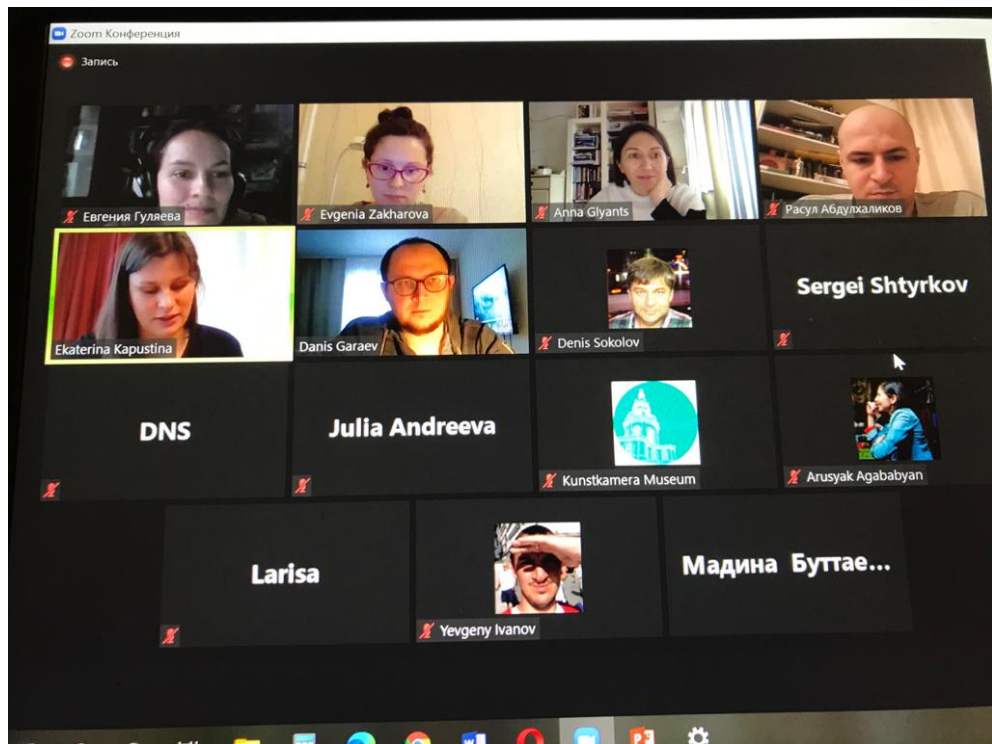 Zoom Конференция
Запись
Евгения Гуляева
Evgenia Zakharova
Anna Glyants
Расул Абдулхаликов
Ekaterina Kapustina
Danis Garaev
Denis Sokolov
Sergei Shtyrkov
DNS
Julia Andreeva
Kunstkamera Museum
Arusyak Agababyan
Larisa
Yevgeny Ivanov
Мадина Буттае...